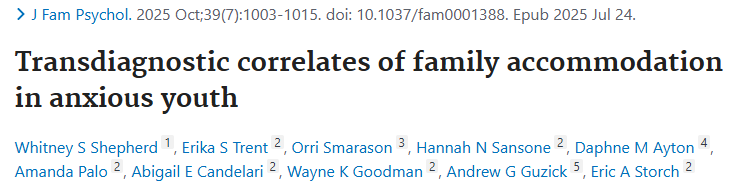 > J Fam Psychol. 2025 Oct;39(7):1003-1015. doi: 10.1037/fam0001388. Epub 2025 Jul 24.
Transdiagnostic correlates of family accommodation
in anxious youth
Whitney S Shepherd 1, Erika S Trent 2, Orri Smarason 3, Hannah N Sansone 2, Daphne M Ayton 4,
Amanda Palo 2, Abigail E Candelari 2, Wayne K Goodman 2, Andrew G Guzick 5, Eric A Storch 2